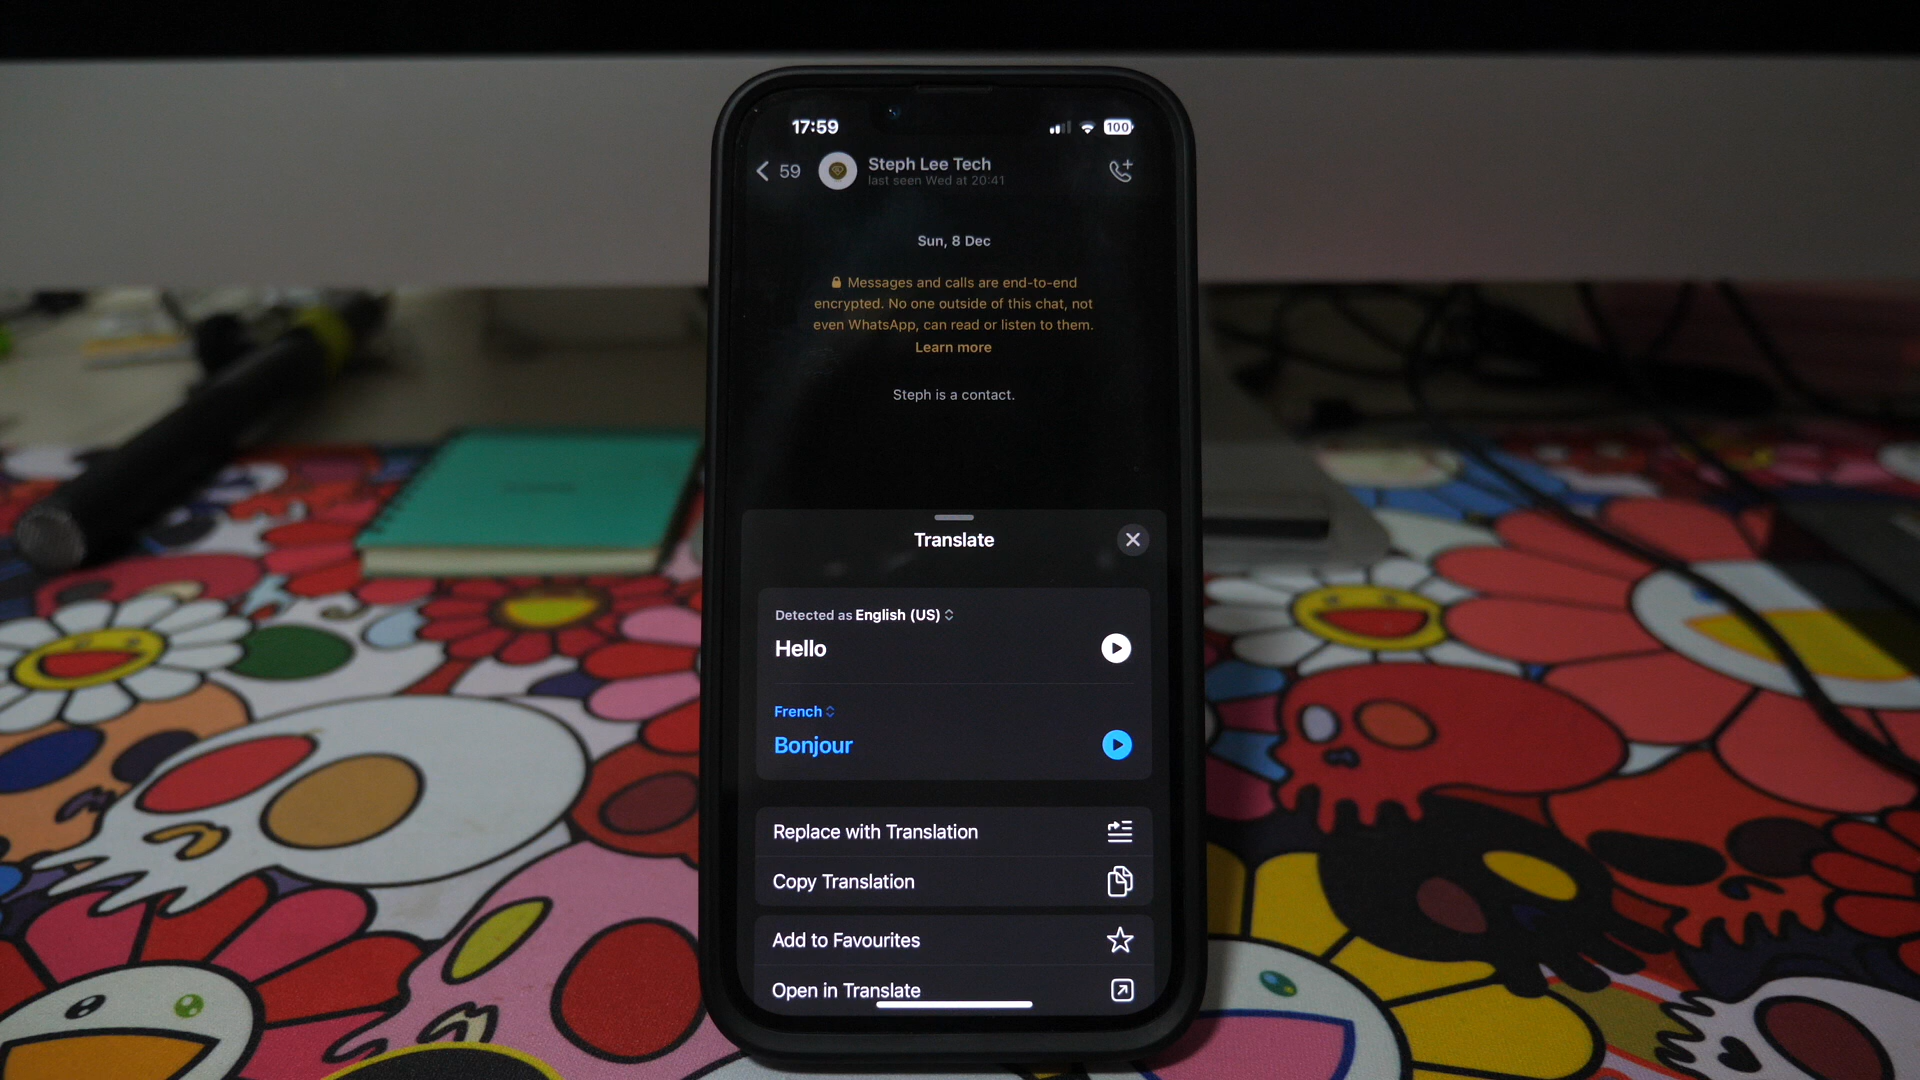 17:59
100
59
Steph Lee Tech
last seen Wed at 20:41
Sun, 8 Dec
Messages and calls are end-to-end
encrypted. No one outside of this chat, not
even WhatsApp, can read or listen to them.
Learn more
Steph is a contact.
Translate
Detected as English (US)
Hello
French
Bonjour
Replace with Translation
Copy Translation
Add to Favourites
Open in Translate